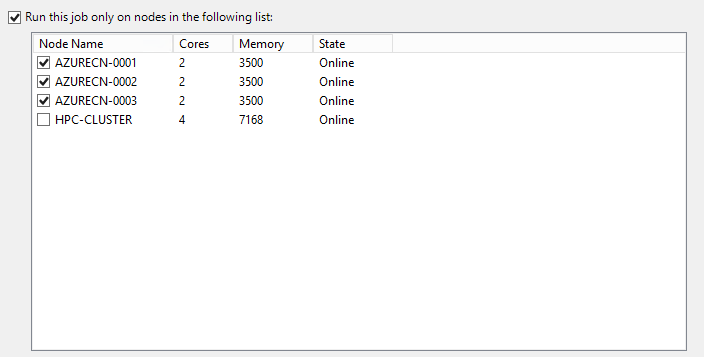 Run this job only on nodes in the following list:
Node Name Cores Memory State
AZURECN-0001 2 3500 Online
AZURECN-0002 2 3500 Online
AZURECN-0003 2 3500 Online
HPC-CLUSTER 4 7168 Online